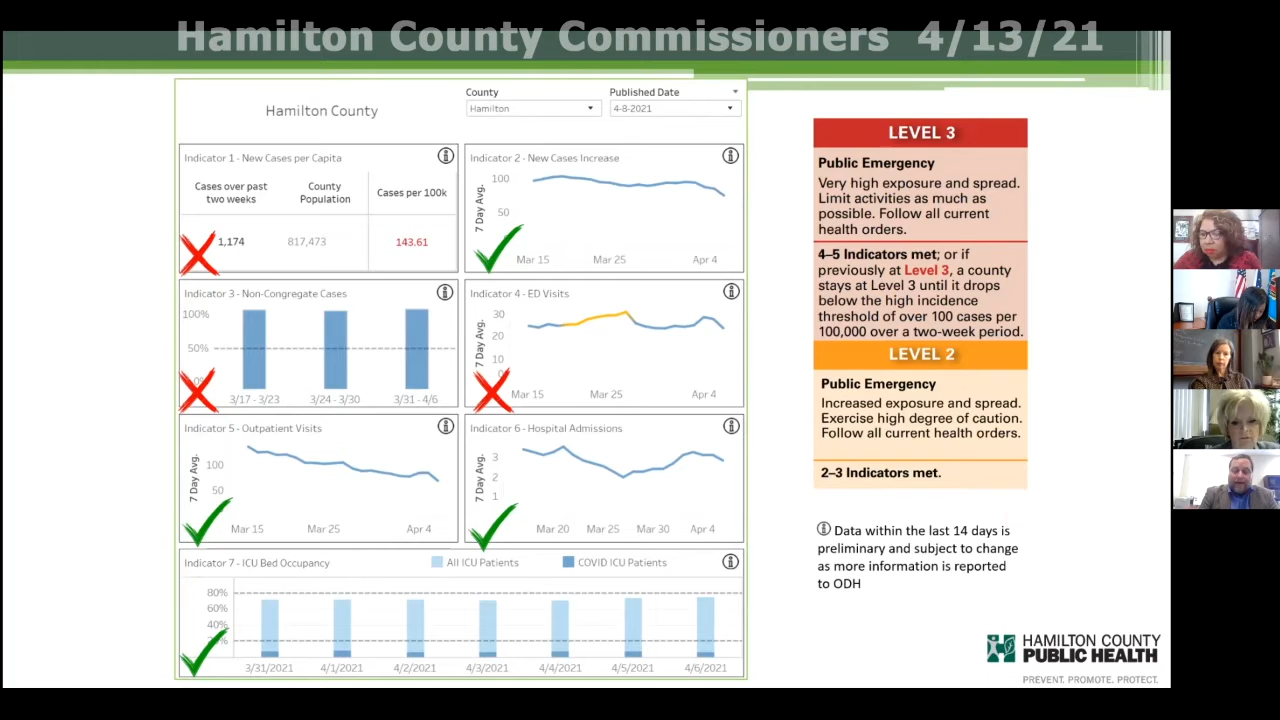 Hamilton County Commissioners 4/13/21
Hamilton County
County
Hamilton
Published Date
4-8-2021
Indicator 1 - New Cases per Capita
Cases over past
two weeks
County
Population
Cases per 100k
1,174
817,473
143.61
Indicator 2 - New Cases Increase
7 Day Avg.
100
50
Mar 15
Mar 25
Apr 4
Indicator 3 - Non-Congregate Cases
100%
50%
3/17 - 3/23
3/24 - 3/30
3/31 - 4/6
Indicator 4 - ED Visits
7 Day Avg.
30
20
10
0
Mar 15
Mar 25
Apr 4
Indicator 5 - Outpatient Visits
7 Day Avg.
100
50
Mar 15
Mar 25
Apr 4
Indicator 6 - Hospital Admissions
7 Day Avg.
3
2
1
Mar 20
Mar 25
Mar 30
Apr 4
Indicator 7 - ICU Bed Occupancy
All ICU Patients
COVID ICU Patients
80%
60%
40%
3/31/2021
4/1/2021
4/2/2021
4/3/2021
4/4/2021
4/5/2021
4/6/2021
LEVEL 3
Public Emergency
Very high exposure and spread.
Limit activities as much as
possible. Follow all current
health orders.
4–5 Indicators met; or if
previously at Level 3, a county
stays at Level 3 until it drops
below the high incidence
threshold of over 100 cases per
100,000 over a two-week period.
LEVEL 2
Public Emergency
Increased exposure and spread.
Exercise high degree of caution.
Follow all current health orders.
2–3 Indicators met.
Data within the last 14 days is
preliminary and subject to change
as more information is reported
to ODH
HAMILTON COUNTY
PUBLIC HEALTH
PREVENT. PROMOTE. PROTECT.